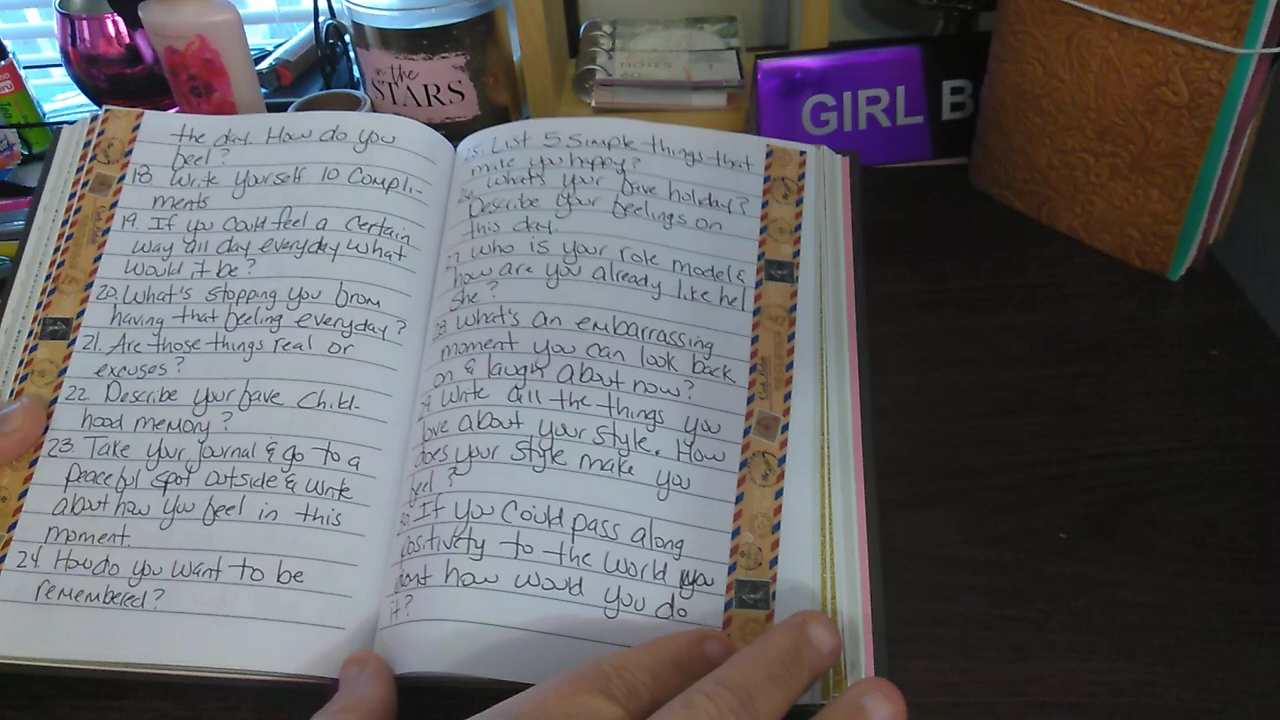 in the
STARS
NOTES
GIRL B
the day. How do you
feel?
18. Write yourself 10 Compli-
ments
19. If you could feel a certain
way all day everyday what
would it be?
20. What's stopping you from
having that feeling everyday?
21. Are those things real or
excuses?
22. Describe your fave Child-
hood memory?
23. Take your journal & go to a
peaceful spot outside & write
about how you feel in this
moment.
24. How do you want to be
remembered?
5. List 5 Simple things that
make you happy?
What's your fave holiday?
Describe your feelings on
this day.
Who is your role model &
how are you already like her
she?
What's an embarrassing
moment you can look back
on & laugh about now?
Write all the things you
love about your style. How
does your style make you
feel?
If you could pass along
positivety to the world
how would you do
it?